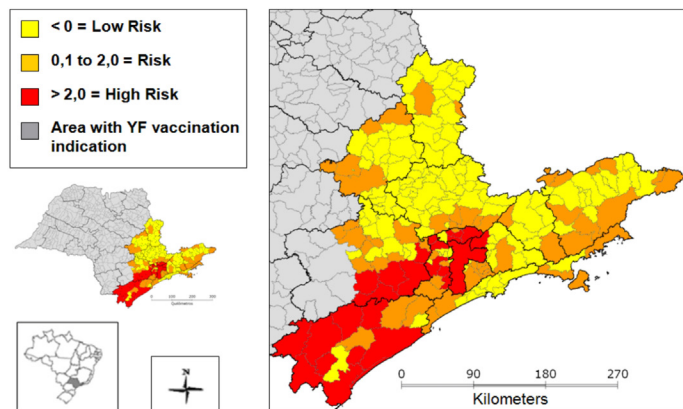 < 0 = Low Risk
0,1 to 2,0 = Risk
> 2,0 = High Risk
Area with YF vaccination
indication
N
0 90 180 270
Kilometers